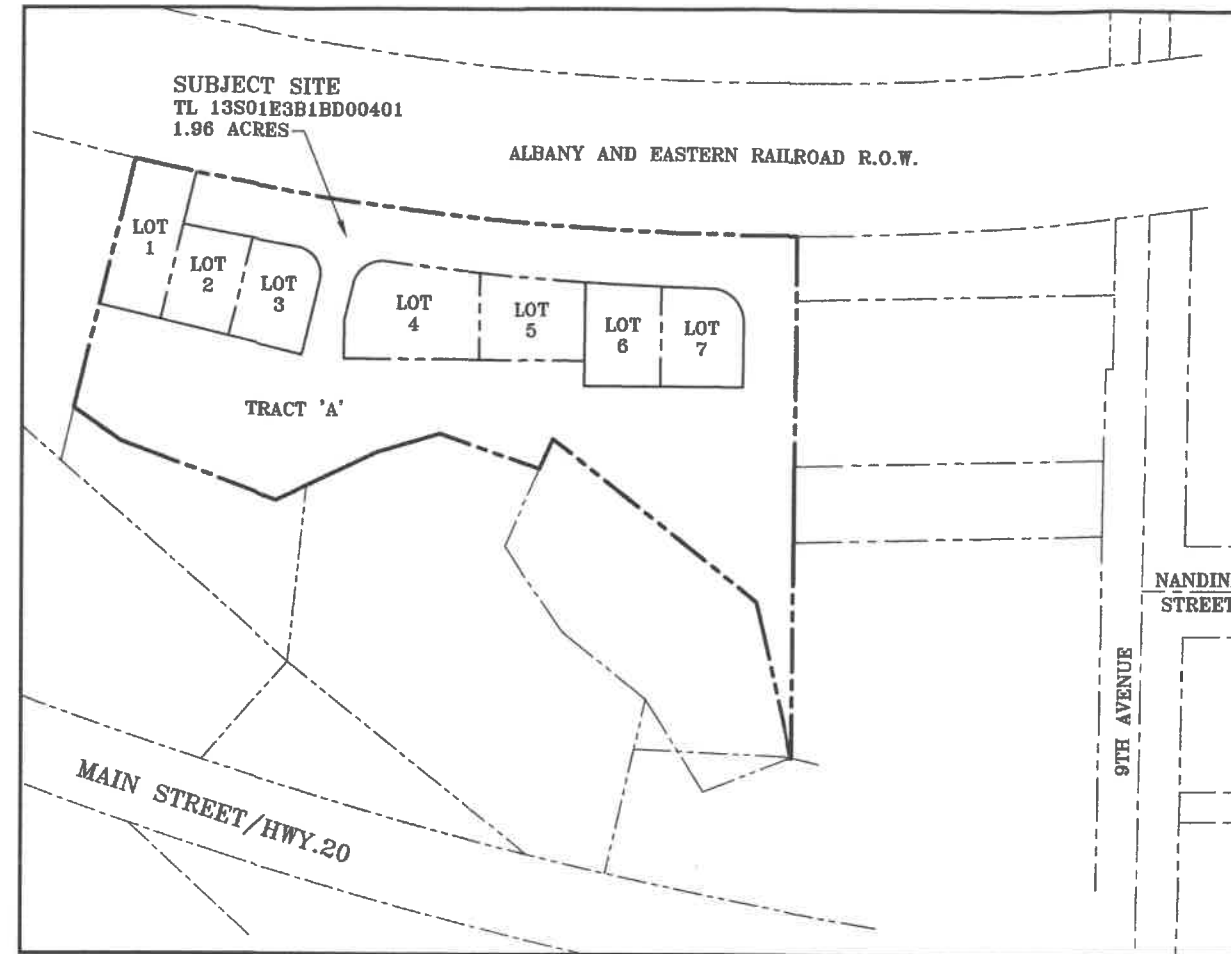 SUBJECT SITE
TL 13S01E3B1BD00401
1.96 ACRES
ALBANY AND EASTERN RAILROAD R.O.W.
LOT
1
LOT
2
LOT
3
LOT
4
LOT
5
LOT
6
LOT
7
TRACT 'A'
NANDIN
STREET
9TH AVENUE
MAIN STREET/HWY.20